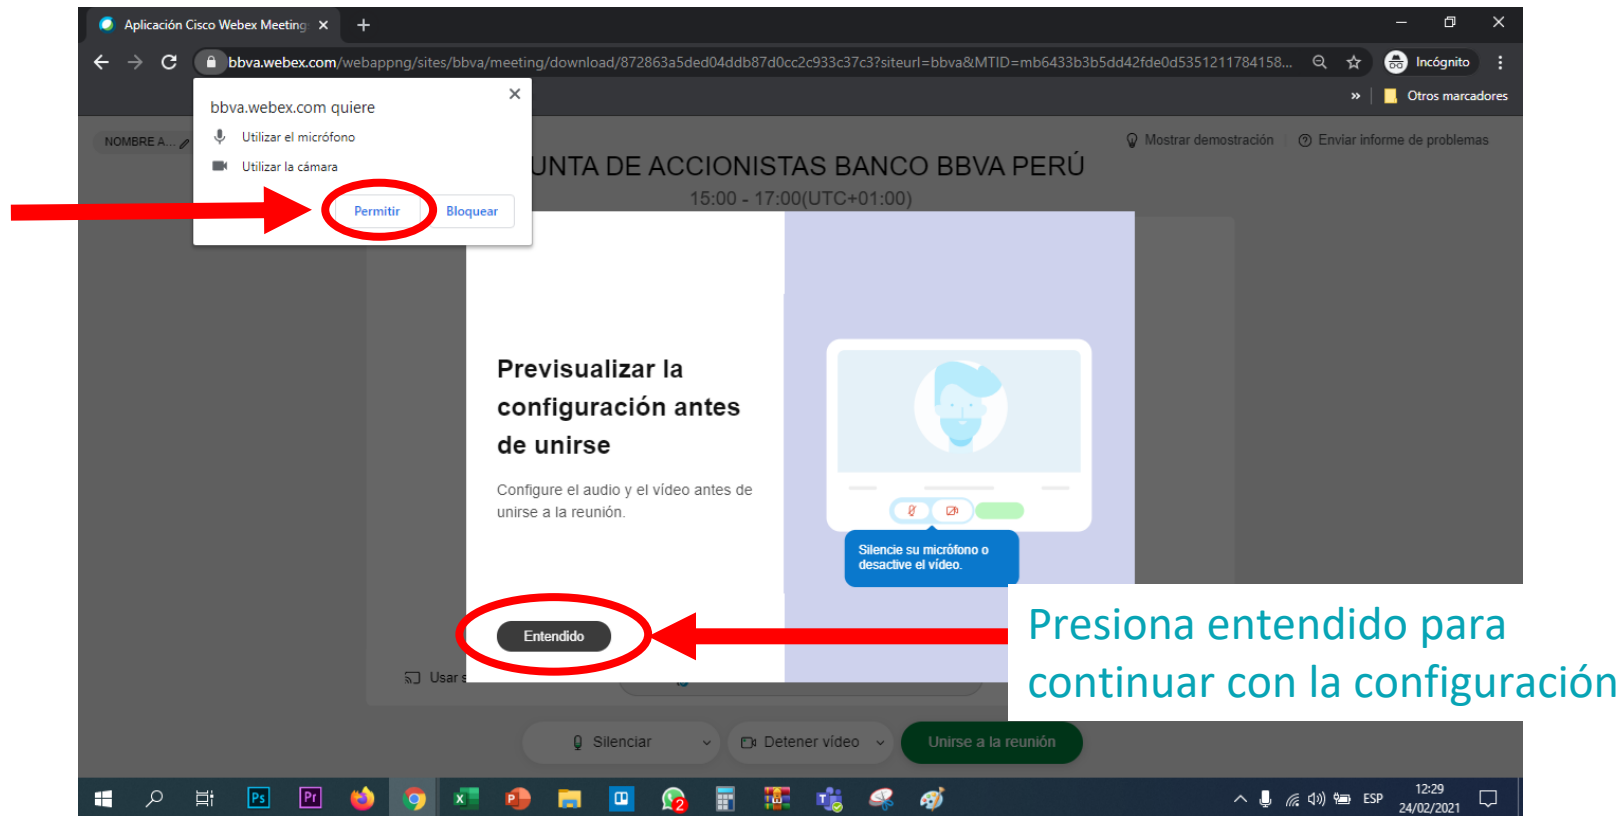 Aplicación Cisco Webex Meeting
bbva.webex.com/webappng/sites/bbva/meeting/download/872863a5ded04ddb87d0cc2c933c37c3?siteurl=bbva&MTID=mb6433b3b5dd42fde0d5351211784158...
Incógnito
Otros marcadores
bbva.webex.com quiere
Utilizar el micrófono
Utilizar la cámara
Permitir
Bloquear
NOMBRE A...
Mostrar demostración
Enviar informe de problemas
UNTA DE ACCIONISTAS BANCO BBVA PERÚ
15:00 - 17:00(UTC+01:00)
Previsualizar la
configuración antes
de unirse
Configure el audio y el vídeo antes de
unirse a la reunión.
Silencie su micrófono o
desactive el vídeo.
Entendido
Presiona entendido para
continuar con la configuración
Usar s
Silenciar
Detener vídeo
Unirse a la reunión
Ps
Pr
2
ESP
12:29
24/02/2021